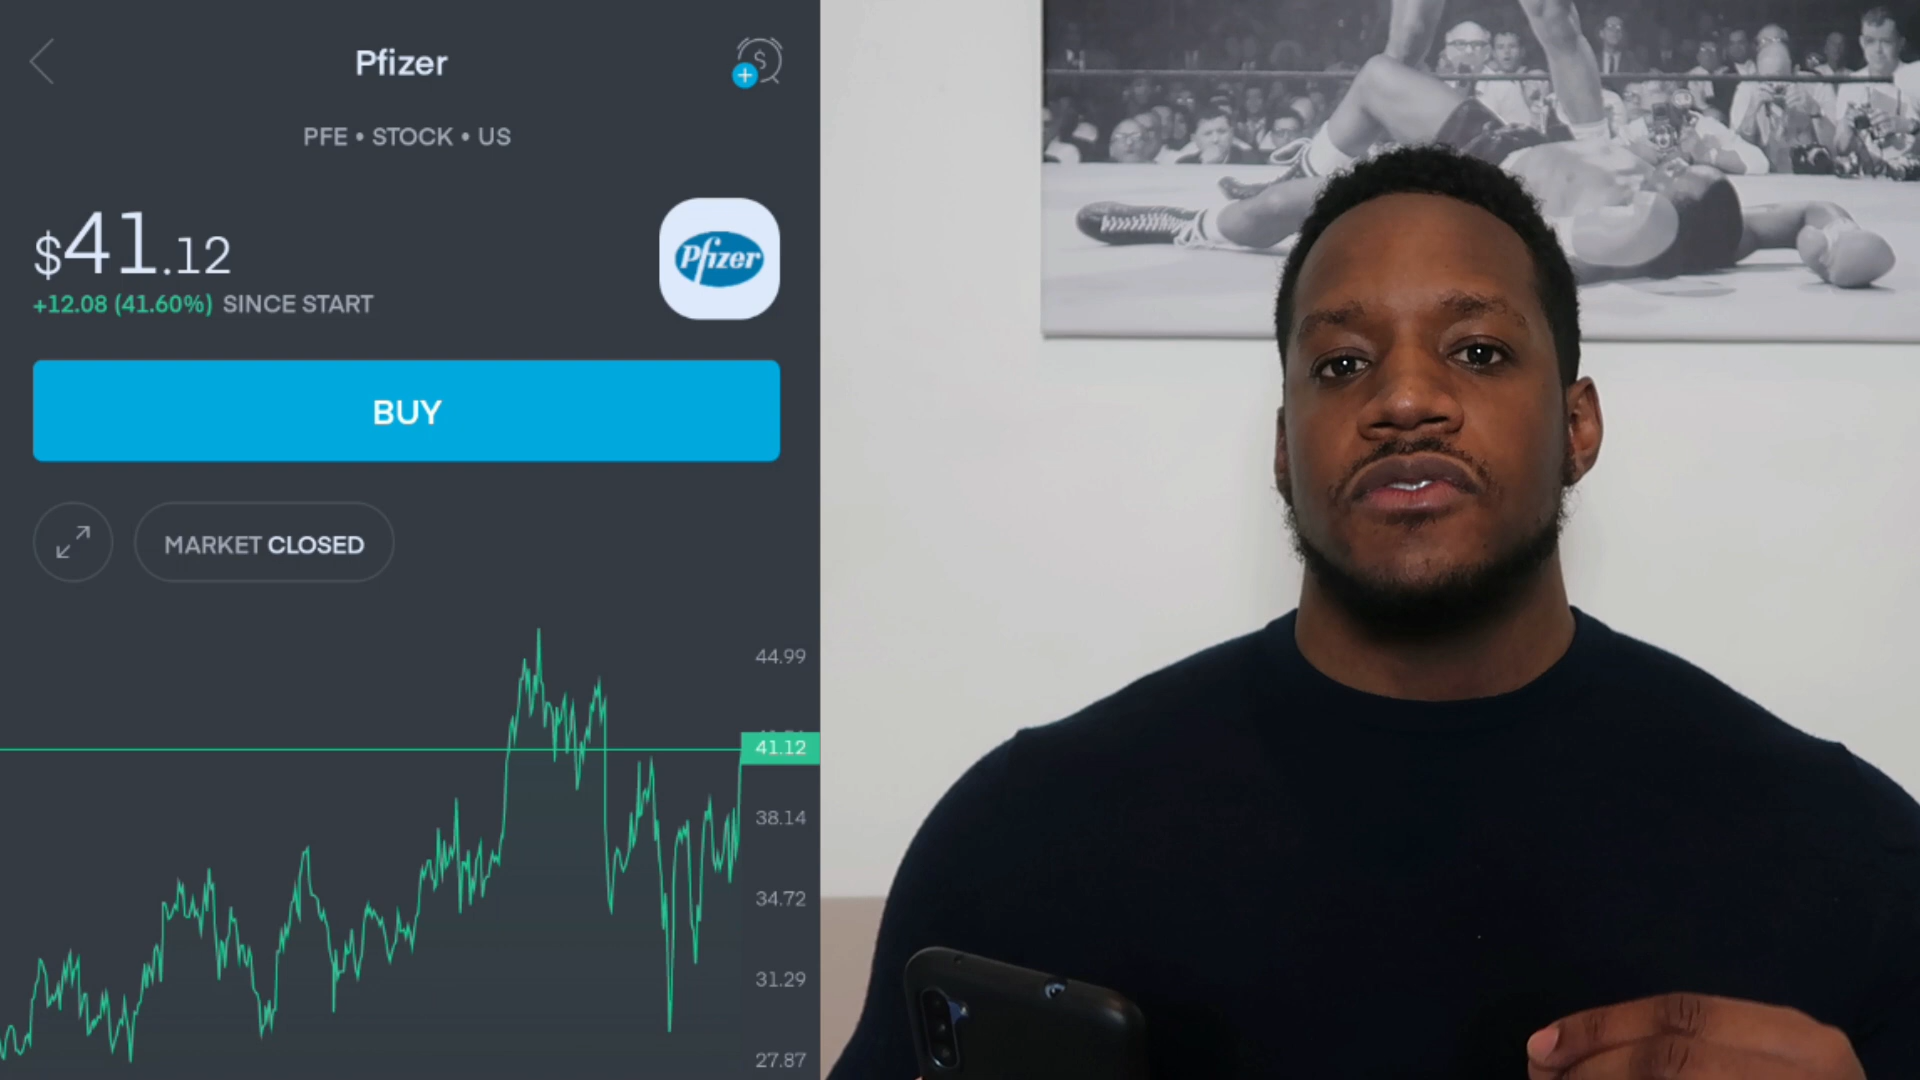 Pfizer
$
+
PFE • STOCK • US
$41.12
Pfizer
+12.08 (41.60%) SINCE START
BUY
MARKET CLOSED
44.99
41.12
38.14
34.72
31.29
27.87